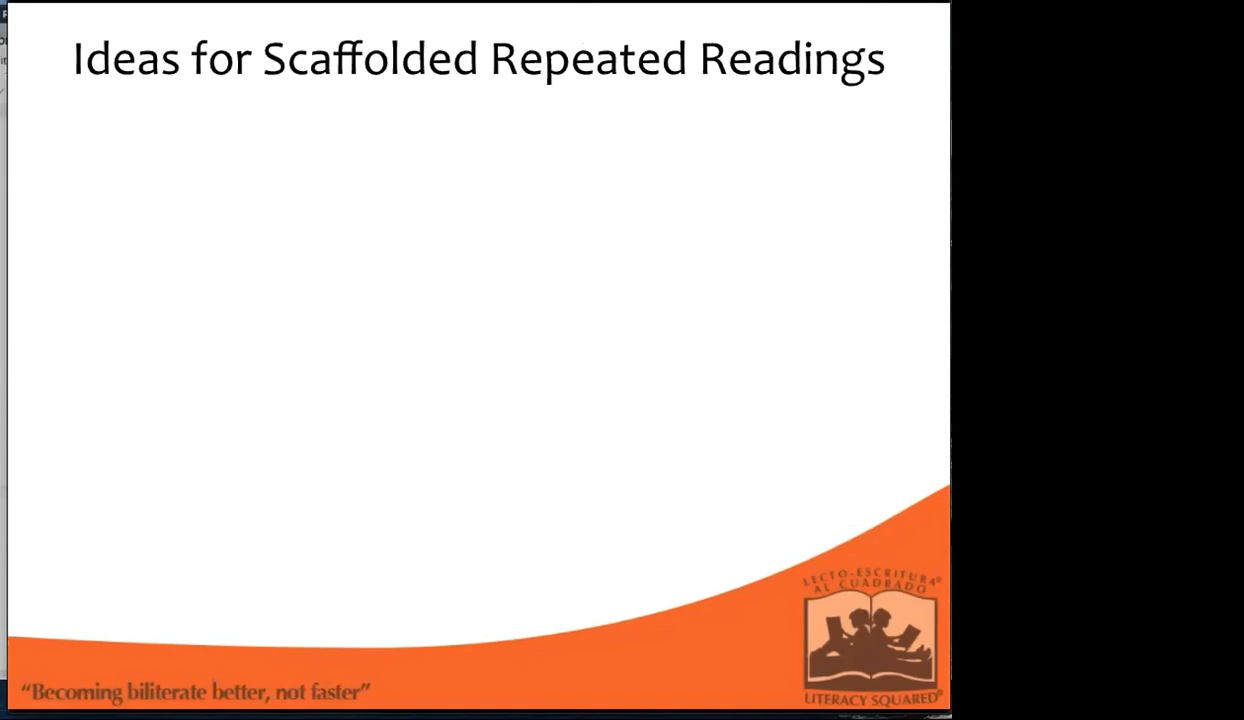 Ideas for Scaffolded Repeated Readings
LECTO-ESCRITURA®
AL CUADRADO
"Becoming biliterate better, not faster"
LITERACY SQUARED®